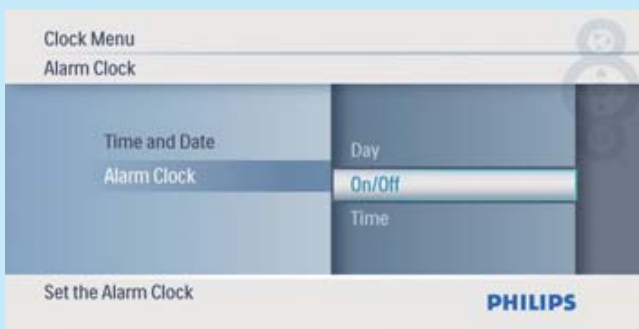 Clock Menu
Alarm Clock
Time and Date
Alarm Clock
Day
On/Off
Time
Set the Alarm Clock
PHILIPS